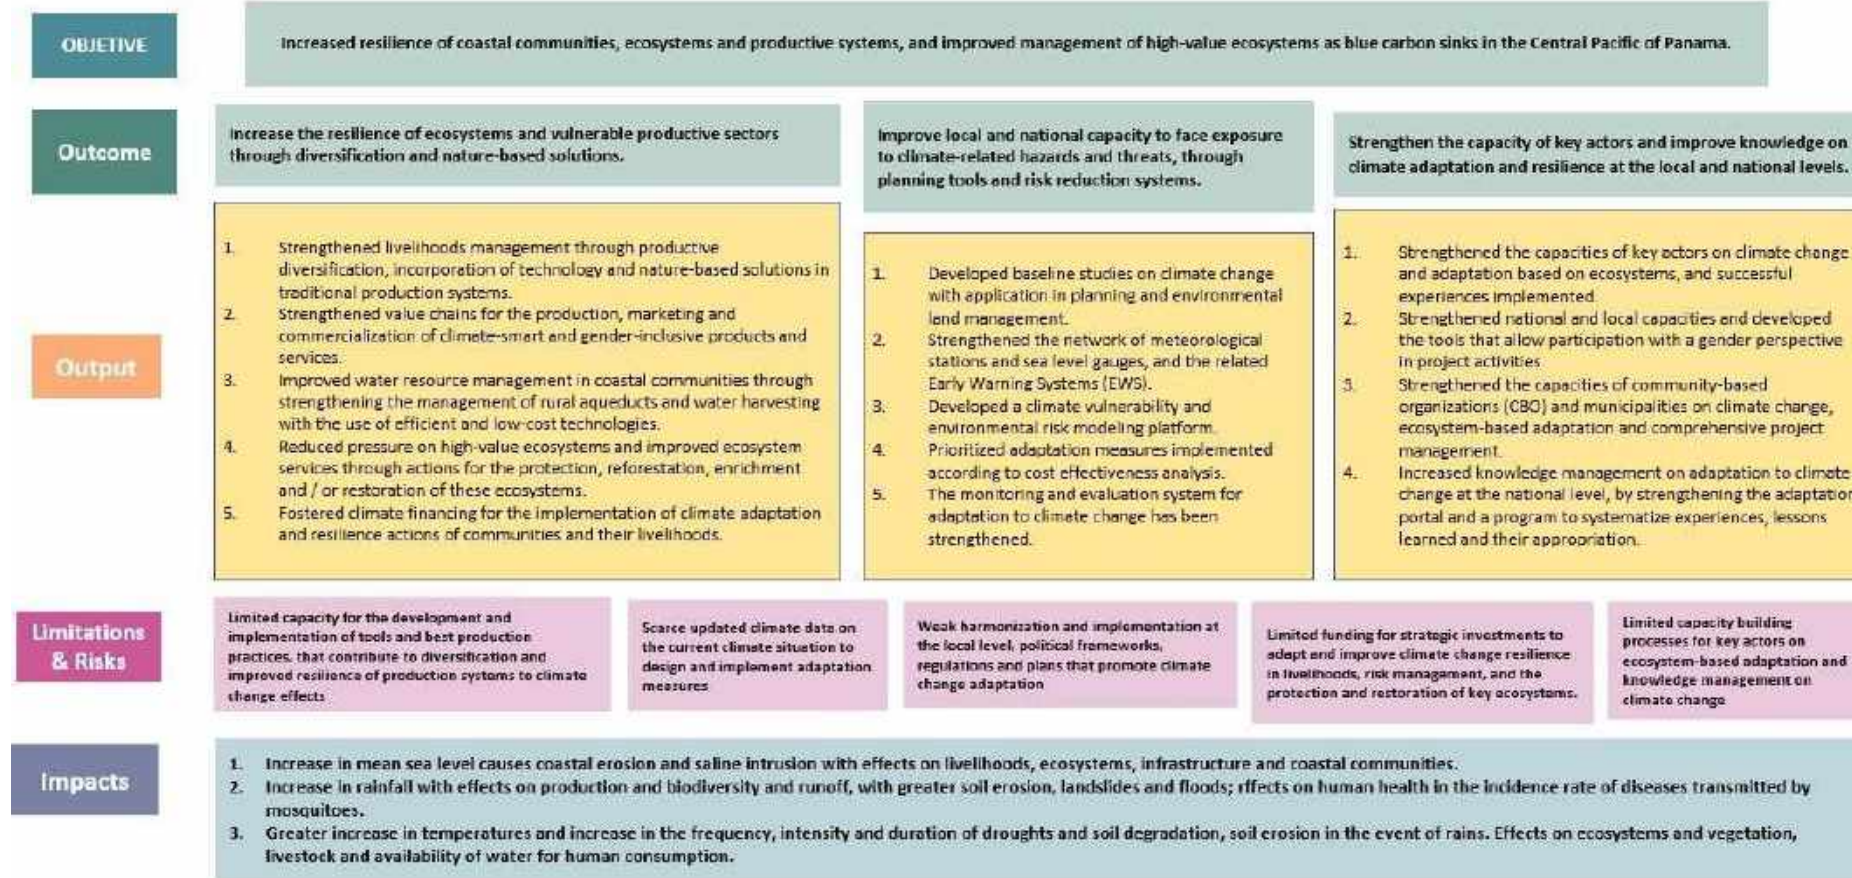 OBJETIVE
Increased resilience of coastal communities, ecosystems and productive systems, and improved management of high-value ecosystems as blue carbon sinks in the Central Pacific of Panama.
Outcome
Increase the resilience of ecosystems and vulnerable productive sectors
through diversification and nature-based solutions.
Improve local and national capacity to face exposure
to climate-related hazards and threats, through
planning tools and risk reduction systems.
Strengthen the capacity of key actors and improve knowledge on
climate adaptation and resilience at the local and national levels.
Output
1. Strengthened livelihoods management through productive
diversification, incorporation of technology and nature-based solutions in
traditional production systems.
2. Strengthened value chains for the production, marketing and
commercialization of climate-smart and gender-inclusive products and
services.
3. Improved water resource management in coastal communities through
strengthening the management of rural aqueducts and water harvesting
with the use of efficient and low-cost technologies.
4. Reduced pressure on high-value ecosystems and improved ecosystem
services through actions for the protection, reforestation, enrichment
and / or restoration of these ecosystems.
5. Fostered climate financing for the implementation of climate adaptation
and resilience actions of communities and their livelihoods.
1. Developed baseline studies on climate change
with application in planning and environmental
land management.
2. Strengthened the network of meteorological
stations and sea level gauges, and the related
Early Warning Systems (EWS).
3. Developed a climate vulnerability and
environmental risk modeling platform.
4. Prioritized adaptation measures implemented
according to cost effectiveness analysis.
5. The monitoring and evaluation system for
adaptation to climate change has been
strengthened.
1. Strengthened the capacities of key actors on climate change
and adaptation based on ecosystems, and successful
experiences implemented.
2. Strengthened national and local capacities and developed
the tools that allow participation with a gender perspective
in project activities
3. Strengthened the capacities of community-based
organizations (CBO) and municipalities on climate change,
ecosystem-based adaptation and comprehensive project
management.
4. Increased knowledge management on adaptation to climate
change at the national level, by strengthening the adaptation
portal and a program to systematize experiences, lessons
learned and their appropriation.
Limitations
& Risks
Limited capacity for the development and
implementation of tools and best production
practices. that contribute to diversification and
improved resilience of production systems to climate
change effects
Scarce updated climate data on
the current climate situation to
design and implement adaptation
measures
Weak harmonization and implementation at
the local level, political frameworks,
regulations and plans that promote climate
change adaptation
Limited funding for strategic investments to
adapt and improve climate change resilience
in livelihoods, risk management, and the
protection and restoration of key ecosystems.
Limited capacity building
processes for key actors on
ecosystem-based adaptation and
knowledge management on
climate change
Impacts
1. Increase in mean sea level causes coastal erosion and saline intrusion with effects on livelihoods, ecosystems, infrastructure and coastal communities.
2. Increase in rainfall with effects on production and biodiversity and runoff, with greater soil erosion, landslides and floods; rffects on human health in the incidence rate of diseases transmitted by
mosquitoes.
3. Greater increase in temperatures and increase in the frequency, intensity and duration of droughts and soil degradation, soil erosion in the event of rains. Effects on ecosystems and vegetation,
livestock and availability of water for human consumption.